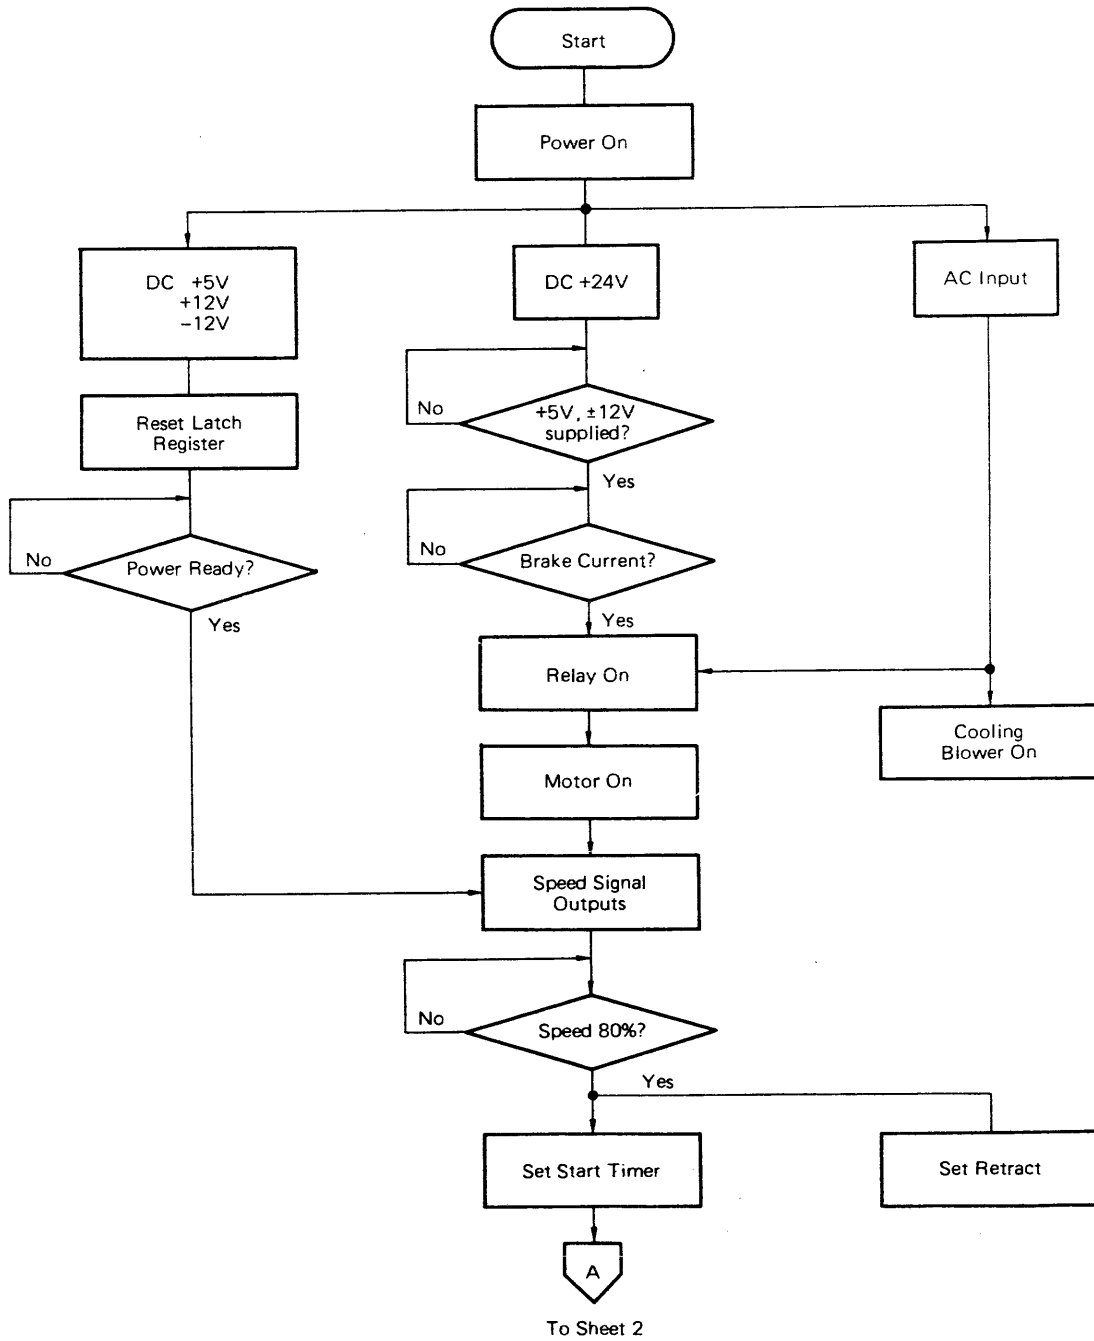 Start
Power On
DC +5V
+12V
−12V
DC +24V
AC Input
Reset Latch
Register
No
+5V, ±12V
supplied?
Yes
No
Power Ready?
Yes
No
Brake Current?
Yes
Relay On
Cooling
Blower On
Motor On
Speed Signal
Outputs
No
Speed 80%?
Yes
Set Start Timer
Set Retract
A
To Sheet 2